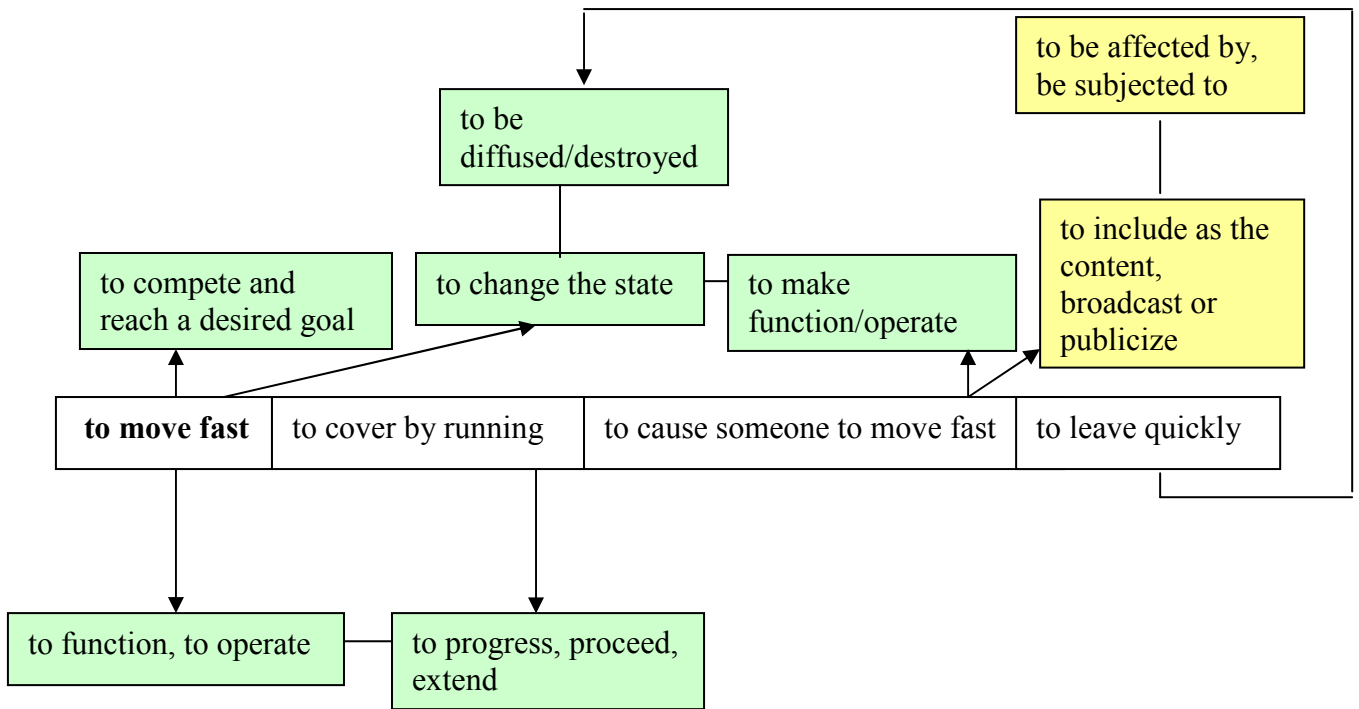 to be affected by,
be subjected to
to be
diffused/destroyed
to include as the
content,
broadcast or
publicize
to compete and
reach a desired goal
to change the state
to make
function/operate
to move fast
to cover by running
to cause someone to move fast
to leave quickly
to function, to operate
to progress, proceed,
extend